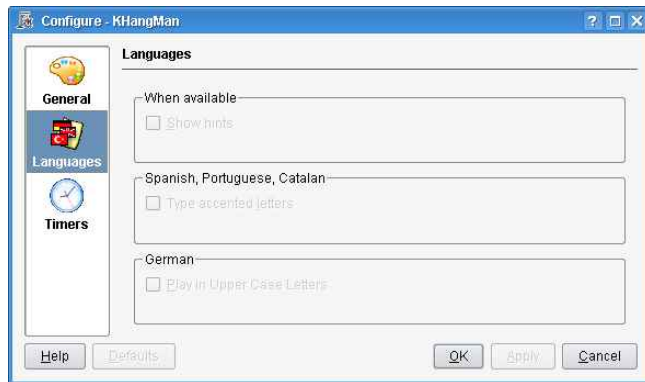 Configure - KHangMan
Languages
General
Languages
Timers
When available
Show hints
Spanish, Portuguese, Catalan
Type accented letters
German
Play in Upper Case Letters
Help
Defaults
OK
Apply
Cancel